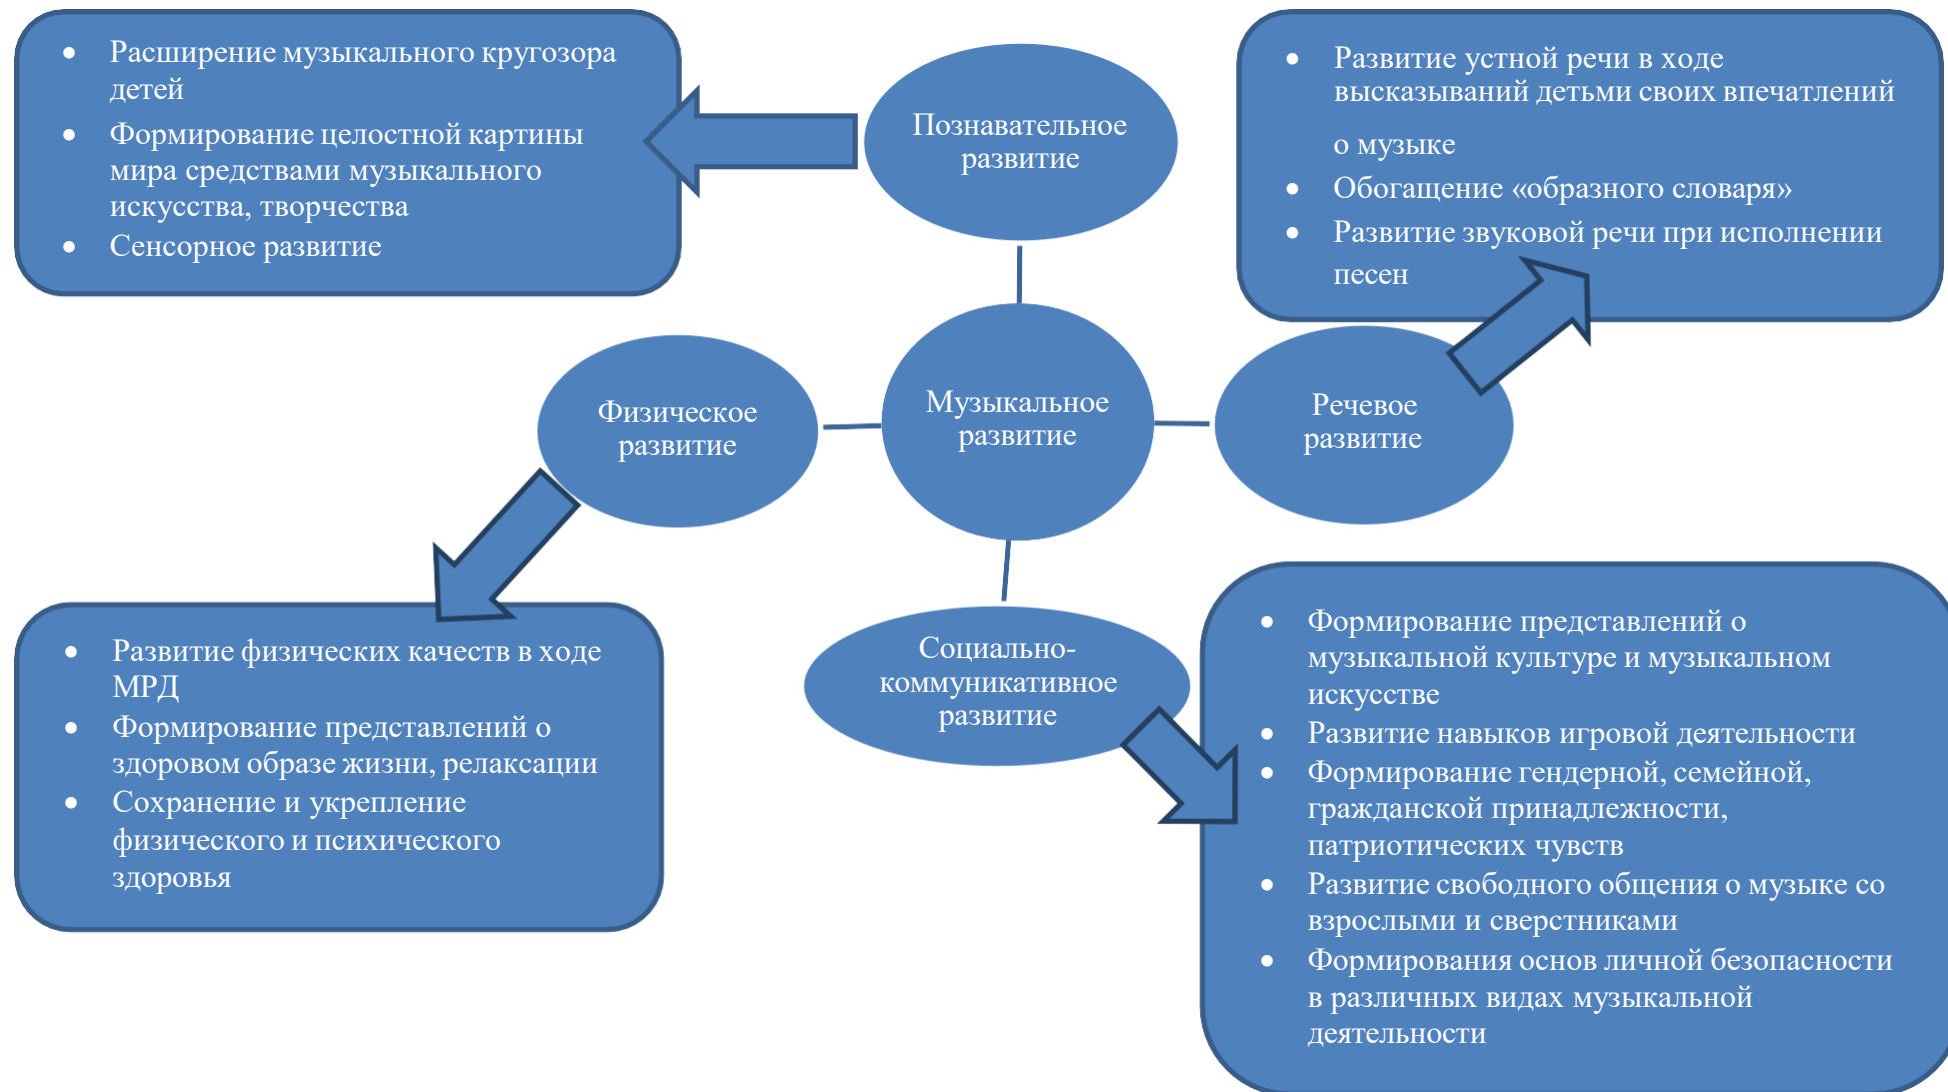 • Расширение музыкального кругозора
детей
• Формирование целостной картины
мира средствами музыкального
искусства, творчества
• Сенсорное развитие
Познавательное
развитие
• Развитие устной речи в ходе
высказываний детьми своих впечатлений
о музыке
• Обогащение «образного словаря»
• Развитие звуковой речи при исполнении
песен
Физическое
развитие
Музыкальное
развитие
Речевое
развитие
• Развитие физических качеств в ходе
МРД
• Формирование представлений о
здоровом образе жизни, релаксации
• Сохранение и укрепление
физического и психического
здоровья
Социально-
коммуникативное
развитие
• Формирование представлений о
музыкальной культуре и музыкальном
искусстве
• Развитие навыков игровой деятельности
• Формирование гендерной, семейной,
гражданской принадлежности,
патриотических чувств
• Развитие свободного общения о музыке со
взрослыми и сверстниками
• Формирования основ личной безопасности
в различных видах музыкальной
деятельности